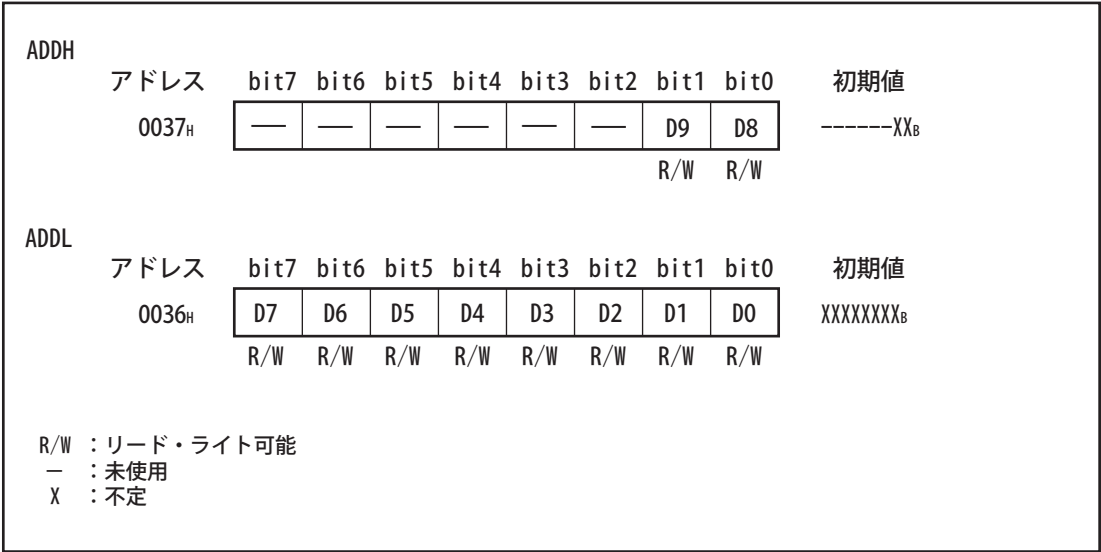 ADDH
アドレス bit7 bit6 bit5 bit4 bit3 bit2 bit1 bit0 初期値
0037H — — — — — — D9 D8 ------XXB
R/W R/W
ADDL
アドレス bit7 bit6 bit5 bit4 bit3 bit2 bit1 bit0 初期値
0036H D7 D6 D5 D4 D3 D2 D1 D0 XXXXXXXXB
R/W R/W R/W R/W R/W R/W R/W R/W
R/W :リード・ライト可能
— :未使用
X :不定